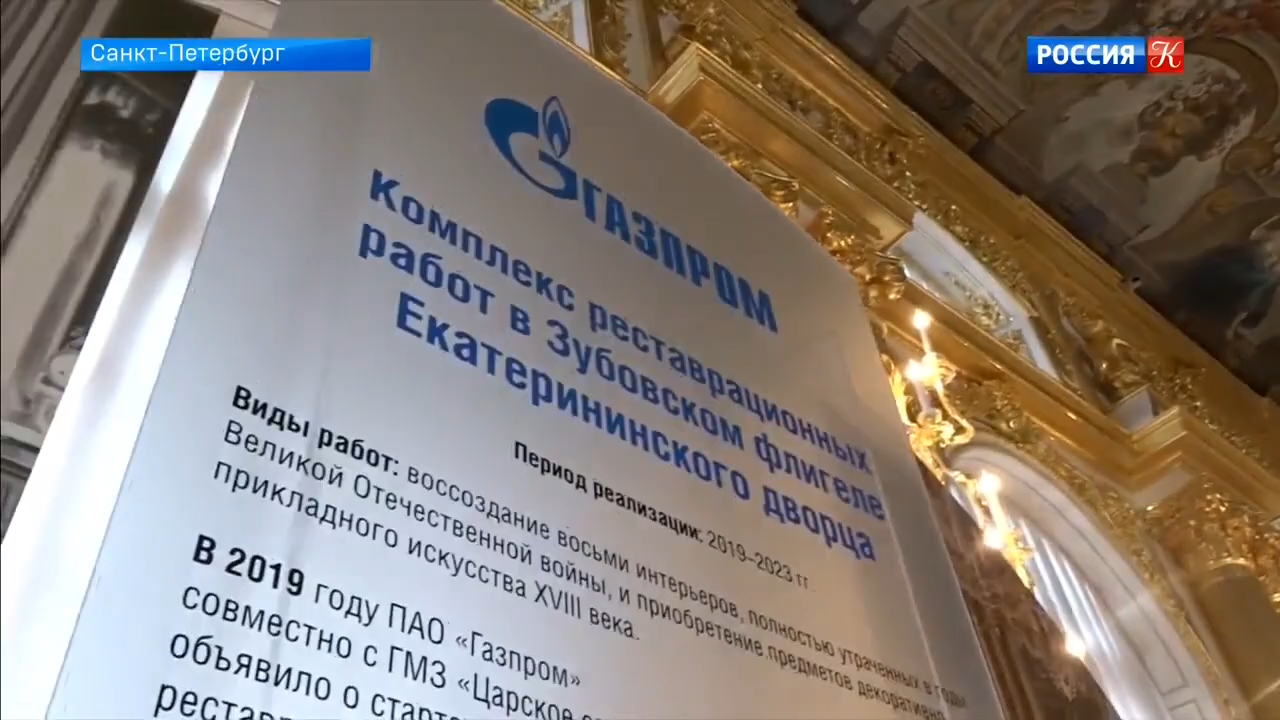 Санкт-Петербург
РОССИЯ К
ГАЗПРОМ
Комплекс реставрационных
работ в Зубовском флигеле
Екатерининского дворца
Период реализации: 2019–2023 гг.
Виды работ: воссоздание восьми интерьеров, полностью утраченных в годы
Великой Отечественной войны, и приобретение предметов декоративно
прикладного искусства XVIII века.
В 2019 году ПАО «Газпром»
совместно с ГМЗ «Царское
объявило о